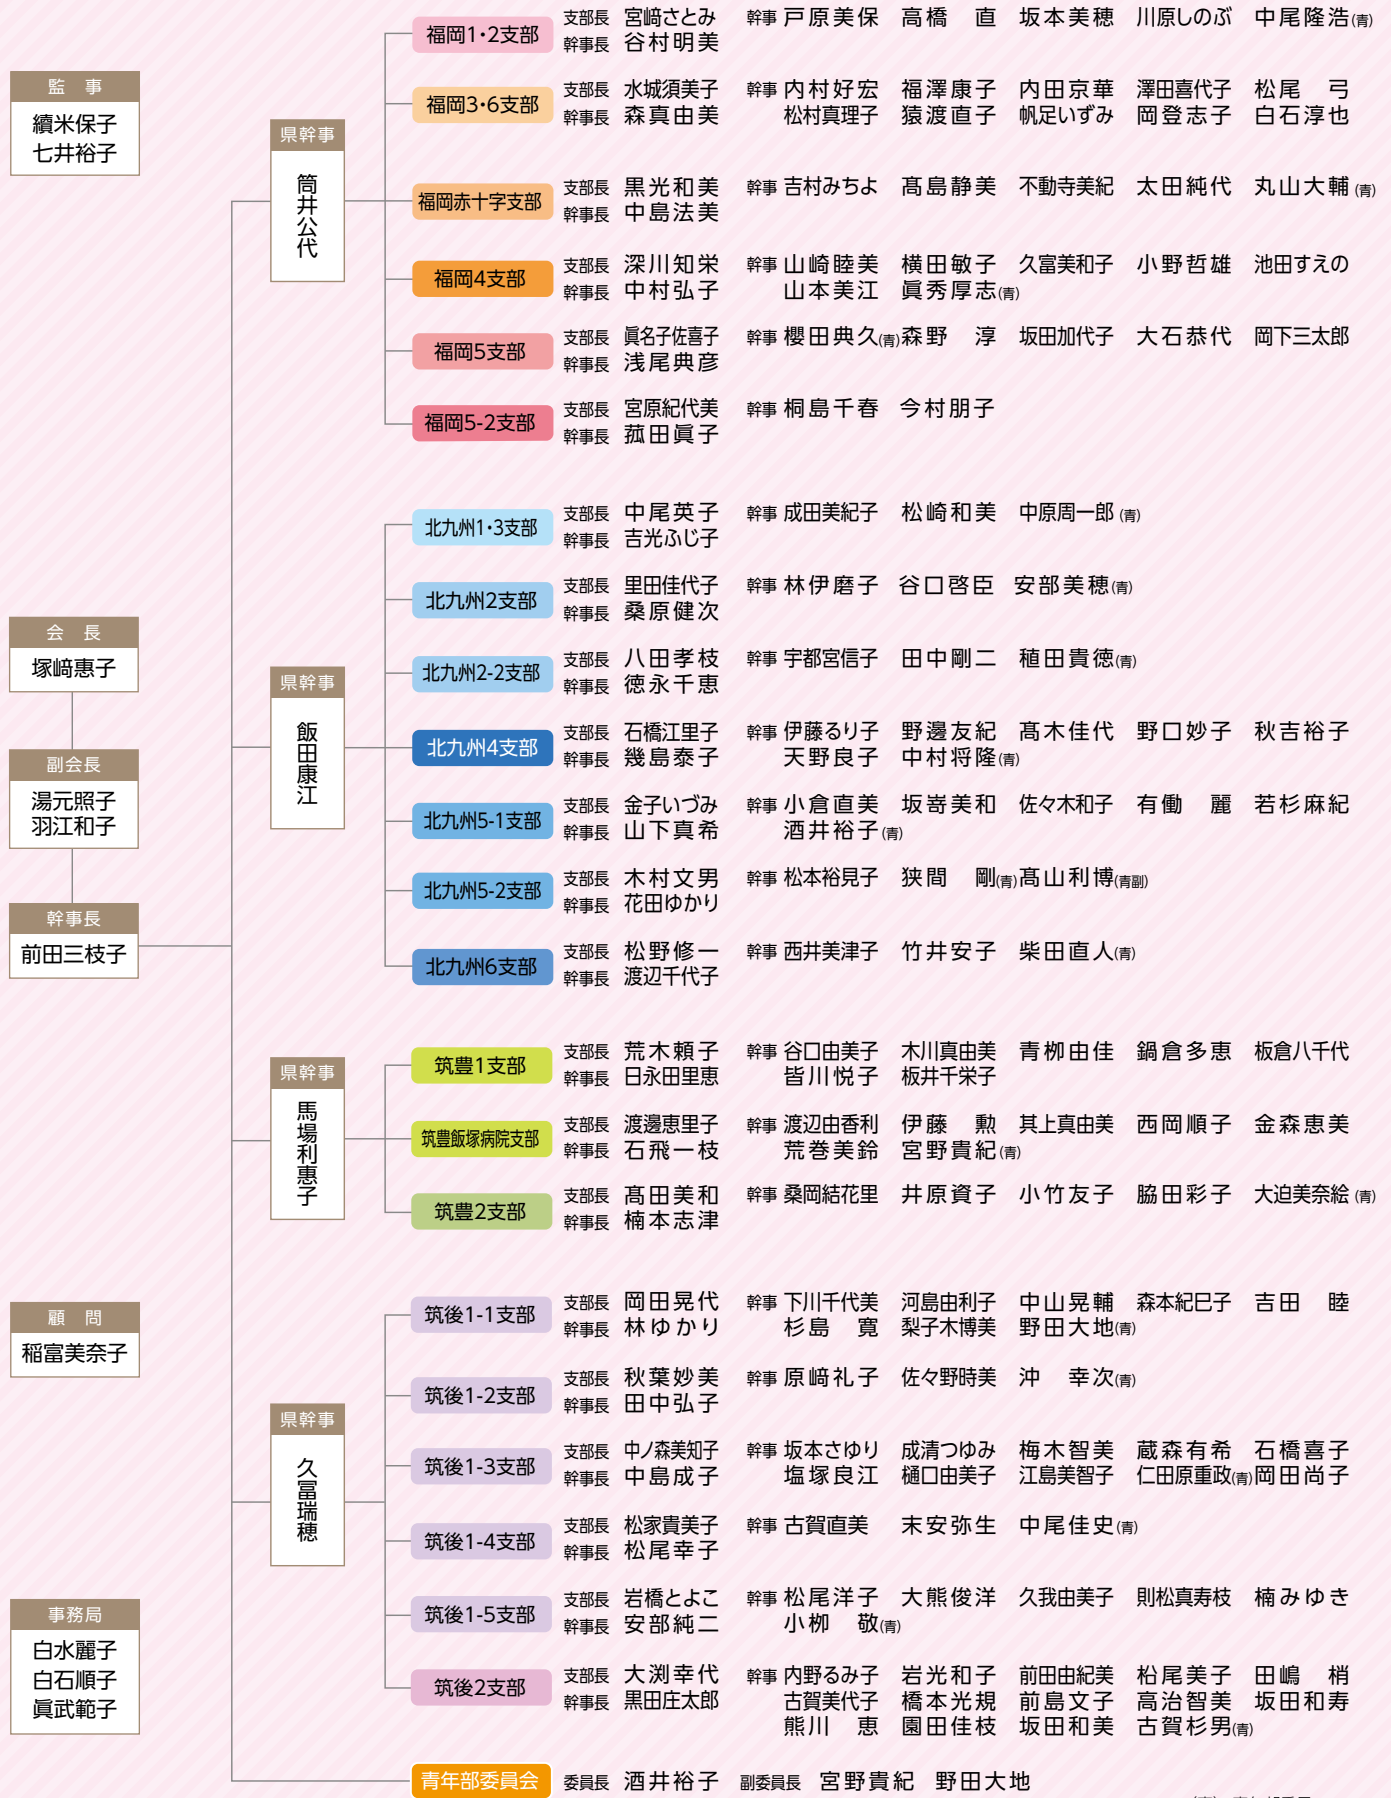 監　事
續米保子
七井裕子
会　長
塚﨑惠子
副会長
湯元照子
羽江和子
幹事長
前田三枝子
顧　問
稲富美奈子
事務局
白水麗子
白石順子
眞武範子
県幹事
筒井公代
福岡1・2支部
支部長 宮﨑さとみ 幹事 戸原美保 高橋　直 坂本美穂 川原しのぶ 中尾隆浩(青)
幹事長 谷村明美
福岡3・6支部
支部長 水城須美子 幹事 内村好宏 福澤康子 内田京華 澤田喜代子 松尾　弓
幹事長 森真由美 松村真理子 猿渡直子 帆足いずみ 岡登志子 白石淳也
福岡赤十字支部
支部長 黒光和美 幹事 吉村みちよ 髙島静美 不動寺美紀 太田純代 丸山大輔(青)
幹事長 中島法美
福岡4支部
支部長 深川知栄 幹事 山崎睦美 横田敏子 久富美和子 小野哲雄 池田すえの
幹事長 中村弘子 山本美江 眞秀厚志(青)
福岡5支部
支部長 眞名子佐喜子 幹事 櫻田典久(青) 森野　淳 坂田加代子 大石恭代 岡下三太郎
幹事長 浅尾典彦
福岡5-2支部
支部長 宮原紀代美 幹事 桐島千春 今村朋子
幹事長 菰田眞子
県幹事
飯田康江
北九州1・3支部
支部長 中尾英子 幹事 成田美紀子 松崎和美 中原周一郎(青)
幹事長 吉光ふじ子
北九州2支部
支部長 里田佳代子 幹事 林伊磨子 谷口啓臣 安部美穂(青)
幹事長 桑原健次
北九州2-2支部
支部長 八田孝枝 幹事 宇都宮信子 田中剛二 稙田貴徳(青)
幹事長 徳永千恵
北九州4支部
支部長 石橋江里子 幹事 伊藤るり子 野邊友紀 髙木佳代 野口妙子 秋吉裕子
幹事長 幾島泰子 天野良子 中村将隆(青)
北九州5-1支部
支部長 金子いづみ 幹事 小倉直美 坂嵜美和 佐々木和子 有働　麗 若杉麻紀
幹事長 山下真希 酒井裕子(青)
北九州5-2支部
支部長 木村文男 幹事 松本裕見子 狭間　剛(青) 髙山利博(青副)
幹事長 花田ゆかり
北九州6支部
支部長 松野修一 幹事 西井美津子 竹井安子 柴田直人(青)
幹事長 渡辺千代子
県幹事
馬場利惠子
筑豊1支部
支部長 荒木頼子 幹事 谷口由美子 木川真由美 青栁由佳 鍋倉多恵 板倉八千代
幹事長 日永田里恵 皆川悦子 板井千栄子
筑豊飯塚病院支部
支部長 渡邊恵里子 幹事 渡辺由香利 伊藤　勲 其上真由美 西岡順子 金森恵美
幹事長 石飛一枝 荒巻美鈴 宮野貴紀(青)
筑豊2支部
支部長 髙田美和 幹事 桑岡結花里 井原資子 小竹友子 脇田彩子 大迫美奈絵(青)
幹事長 楠本志津
県幹事
久冨瑞穂
筑後1-1支部
支部長 岡田晃代 幹事 下川千代美 河島由利子 中山晃輔 森本紀巳子 吉田　睦
幹事長 林ゆかり 杉島　寛 梨子木博美 野田大地(青)
筑後1-2支部
支部長 秋葉妙美 幹事 原﨑礼子 佐々野時美 沖　幸次(青)
幹事長 田中弘子
筑後1-3支部
支部長 中ノ森美知子 幹事 坂本さゆり 成清つゆみ 梅木智美 蔵森有希 石橋喜子
幹事長 中島成子 塩塚良江 樋口由美子 江島美智子 仁田原重政(青) 岡田尚子
筑後1-4支部
支部長 松家貴美子 幹事 古賀直美 末安弥生 中尾佳史(青)
幹事長 松尾幸子
筑後1-5支部
支部長 岩橋とよこ 幹事 松尾洋子 大熊俊洋 久我由美子 則松真寿枝 楠みゆき
幹事長 安部純二 小栁　敬(青)
筑後2支部
支部長 大渕幸代 幹事 内野るみ子 岩光和子 前田由紀美 松尾美子 田嶋　梢
幹事長 黒田庄太郎 古賀美代子 橋本光規 前島文子 高治智美 坂田和寿
熊川　恵 園田佳枝 坂田和美 古賀杉男(青)
青年部委員会
委員長 酒井裕子 副委員長 宮野貴紀 野田大地